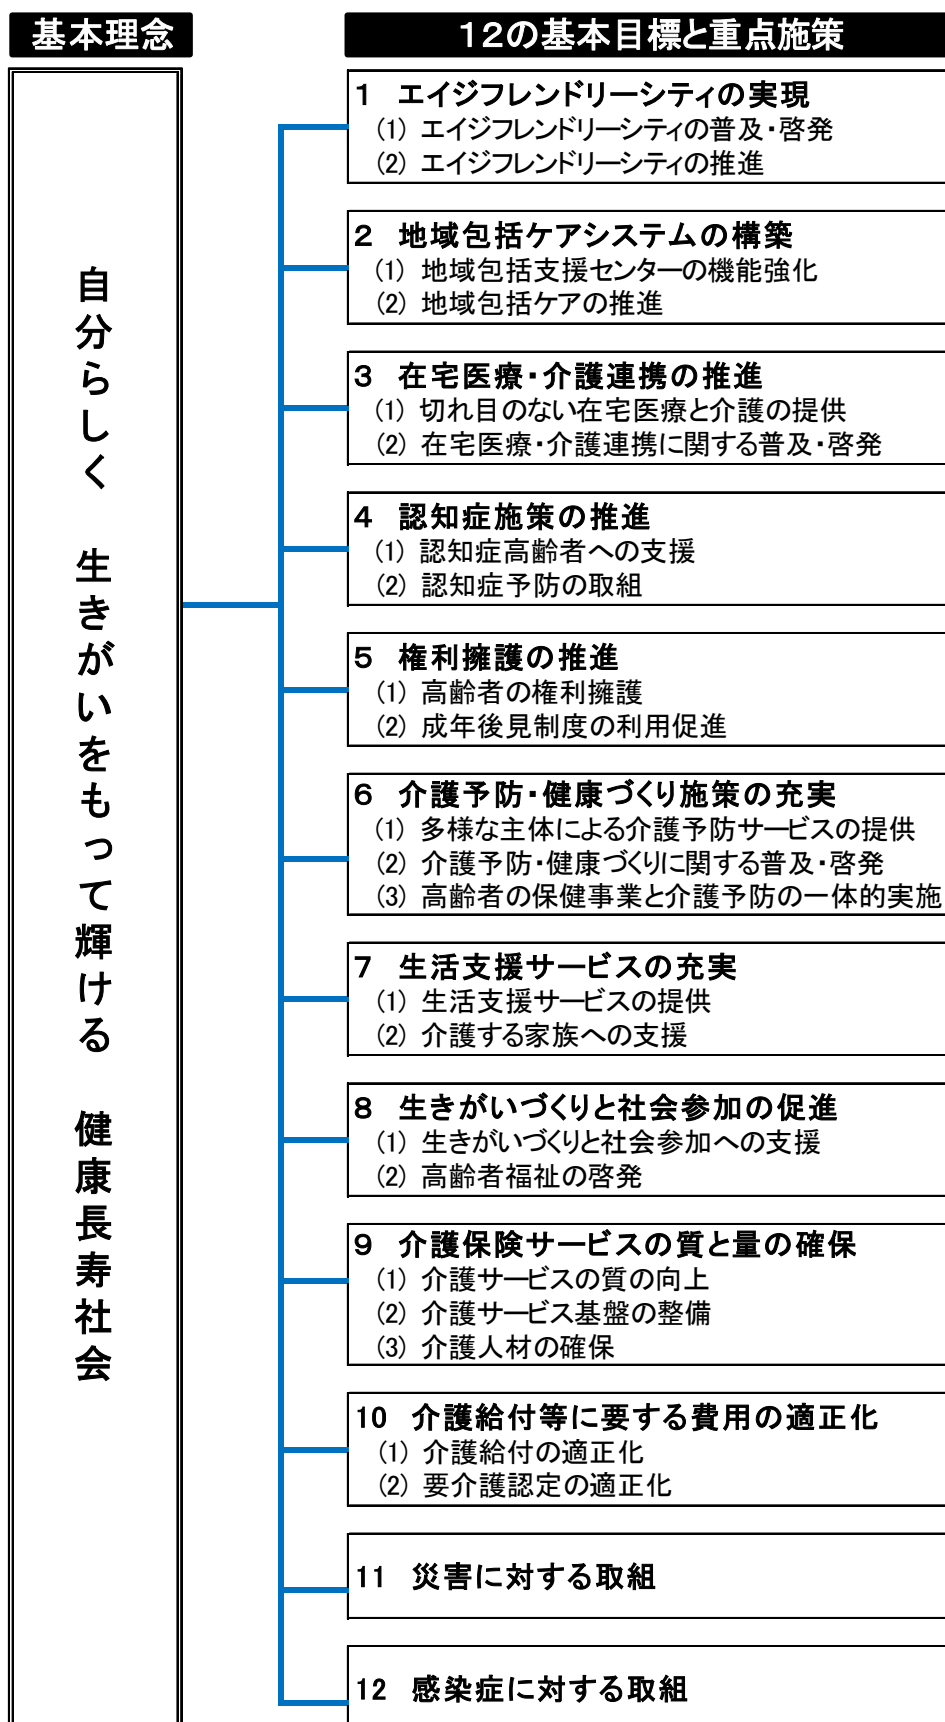 基本理念
自分らしく 生きがいをもって輝ける 健康長寿社会
12の基本目標と重点施策
1 エイジフレンドリーシティの実現
(1) エイジフレンドリーシティの普及・啓発
(2) エイジフレンドリーシティの推進
2 地域包括ケアシステムの構築
(1) 地域包括支援センターの機能強化
(2) 地域包括ケアの推進
3 在宅医療・介護連携の推進
(1) 切れ目のない在宅医療と介護の提供
(2) 在宅医療・介護連携に関する普及・啓発
4 認知症施策の推進
(1) 認知症高齢者への支援
(2) 認知症予防の取組
5 権利擁護の推進
(1) 高齢者の権利擁護
(2) 成年後見制度の利用促進
6 介護予防・健康づくり施策の充実
(1) 多様な主体による介護予防サービスの提供
(2) 介護予防・健康づくりに関する普及・啓発
(3) 高齢者の保健事業と介護予防の一体的実施
7 生活支援サービスの充実
(1) 生活支援サービスの提供
(2) 介護する家族への支援
8 生きがいづくりと社会参加の促進
(1) 生きがいづくりと社会参加への支援
(2) 高齢者福祉の啓発
9 介護保険サービスの質と量の確保
(1) 介護サービスの質の向上
(2) 介護サービス基盤の整備
(3) 介護人材の確保
10 介護給付等に要する費用の適正化
(1) 介護給付の適正化
(2) 要介護認定の適正化
11 災害に対する取組
12 感染症に対する取組